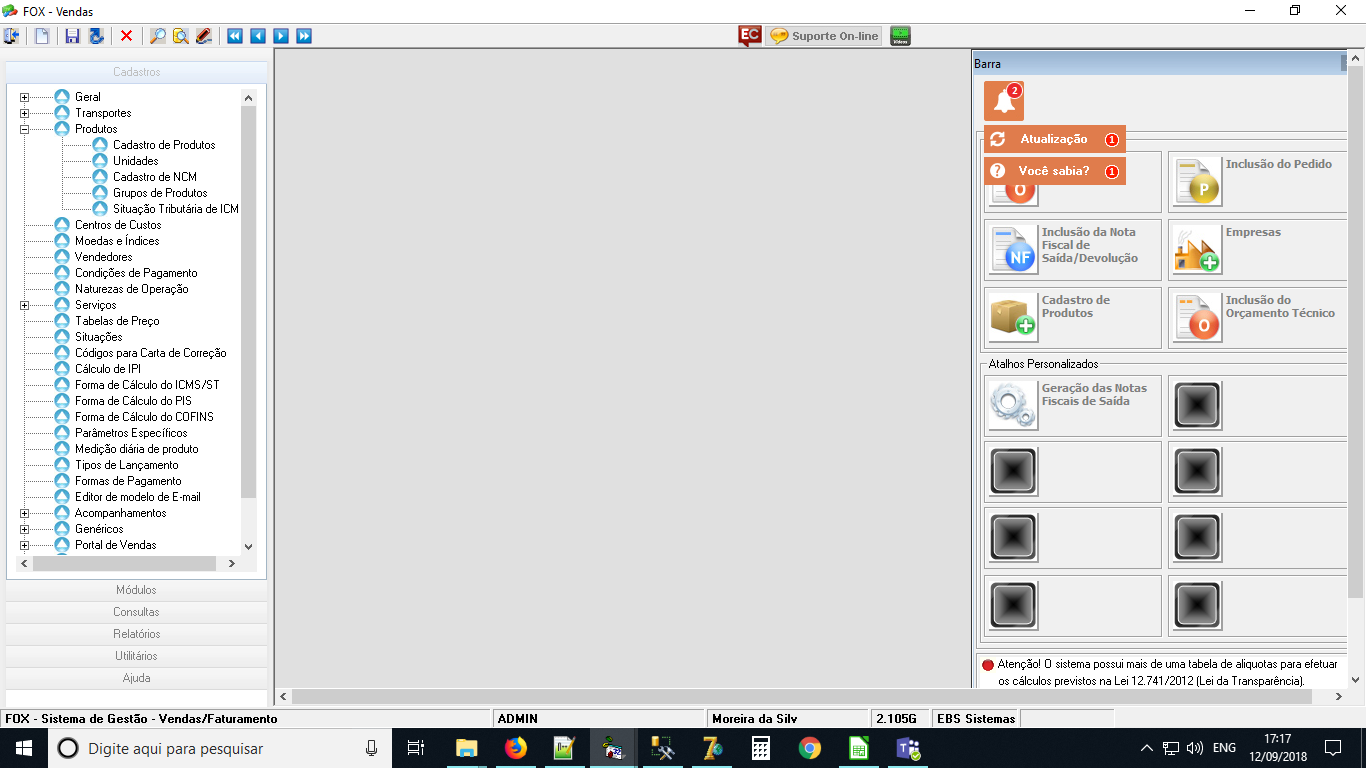 FOX - Vendas
EC
Suporte On-line
Vídeos
Cadastros
Geral
Transportes
Produtos
Cadastro de Produtos
Unidades
Cadastro de NCM
Grupos de Produtos
Situação Tributária de ICM
Centros de Custos
Moedas e Índices
Vendedores
Condições de Pagamento
Naturezas de Operação
Serviços
Tabelas de Preço
Situações
Códigos para Carta de Correção
Cálculo de IPI
Forma de Cálculo do ICMS/ST
Forma de Cálculo do PIS
Forma de Cálculo do COFINS
Parâmetros Específicos
Medição diária de produto
Tipos de Lançamento
Formas de Pagamento
Editor de modelo de E-mail
Acompanhamentos
Genéricos
Portal de Vendas
Módulos
Consultas
Relatórios
Utilitários
Ajuda
Barra
2
Atualização 1
Você sabia? 1
O
P
Inclusão do Pedido
NF
Inclusão da Nota
Fiscal de
Saída/Devolução
Empresas
Cadastro de
Produtos
O
Inclusão do
Orçamento Técnico
Atalhos Personalizados
Geração das Notas
Fiscais de Saída
Atenção! O sistema possui mais de uma tabela de aliquotas para efetuar
os cálculos previstos na Lei 12.741/2012 (Lei da Transparência).
FOX - Sistema de Gestão - Vendas/Faturamento
ADMIN
Moreira da Silv
2.105G
EBS Sistemas
Digite aqui para pesquisar
ENG
17:17
12/09/2018